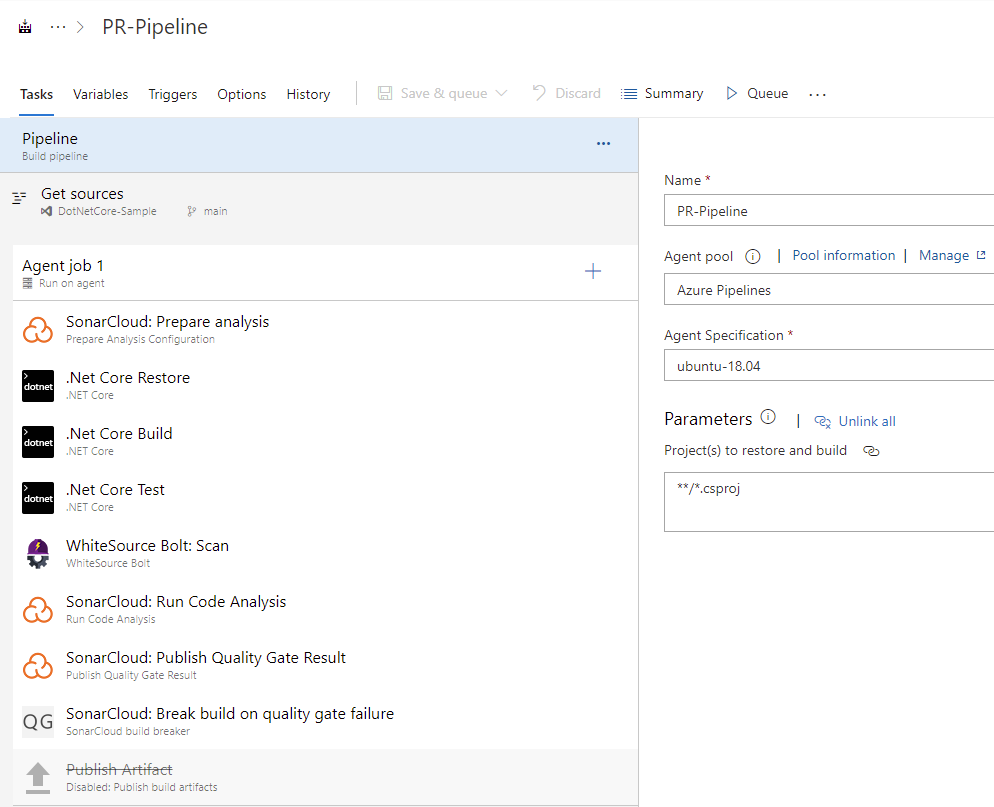 PR-Pipeline
Tasks Variables Triggers Options History Save & queue Discard Summary Queue ...
Pipeline
Build pipeline
Get sources
DotNetCore-Sample main
Agent job 1
Run on agent
SonarCloud: Prepare analysis
Prepare Analysis Configuration
dotnet
.Net Core Restore
.NET Core
dotnet
.Net Core Build
.NET Core
dotnet
.Net Core Test
.NET Core
WhiteSource Bolt: Scan
WhiteSource Bolt
SonarCloud: Run Code Analysis
Run Code Analysis
SonarCloud: Publish Quality Gate Result
Publish Quality Gate Result
QG
SonarCloud: Break build on quality gate failure
SonarCloud build breaker
Publish Artifact
Disabled: Publish build artifacts
Name *
PR-Pipeline
Agent pool | Pool information | Manage
Azure Pipelines
Agent Specification *
ubuntu-18.04
Parameters | Unlink all
Project(s) to restore and build
**/*.csproj